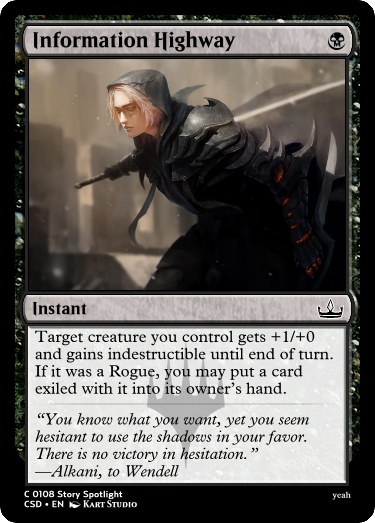 Information Highway
Instant
Target creature you control gets +1/+0
and gains indestructible until end of turn.
If it was a Rogue, you may put a card
exiled with it into its owner's hand.
"You know what you want, yet you seem
hesitant to use the shadows in your favor.
There is no victory in hesitation."
—Alkani, to Wendell
C 0108 Story Spotlight
CSD • EN Kart Studio
yeah